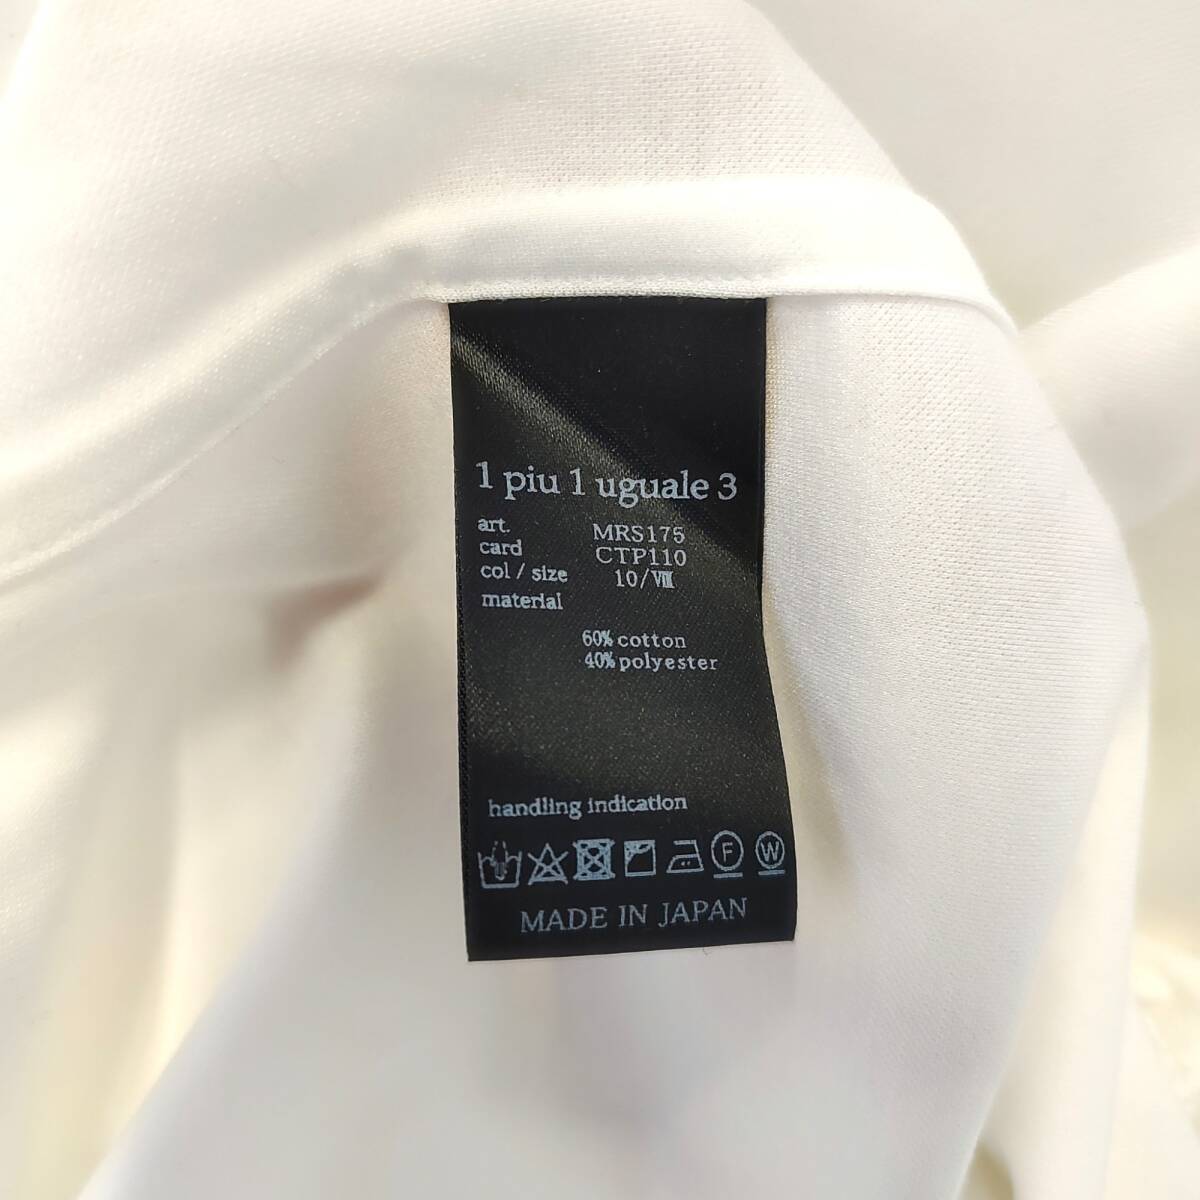 1 piu 1 uguale 3
art. MRS175
card CTP110
col / size 10/Ⅷ
material
60% cotton
40% polyester
handling indication
F W
MADE IN JAPAN